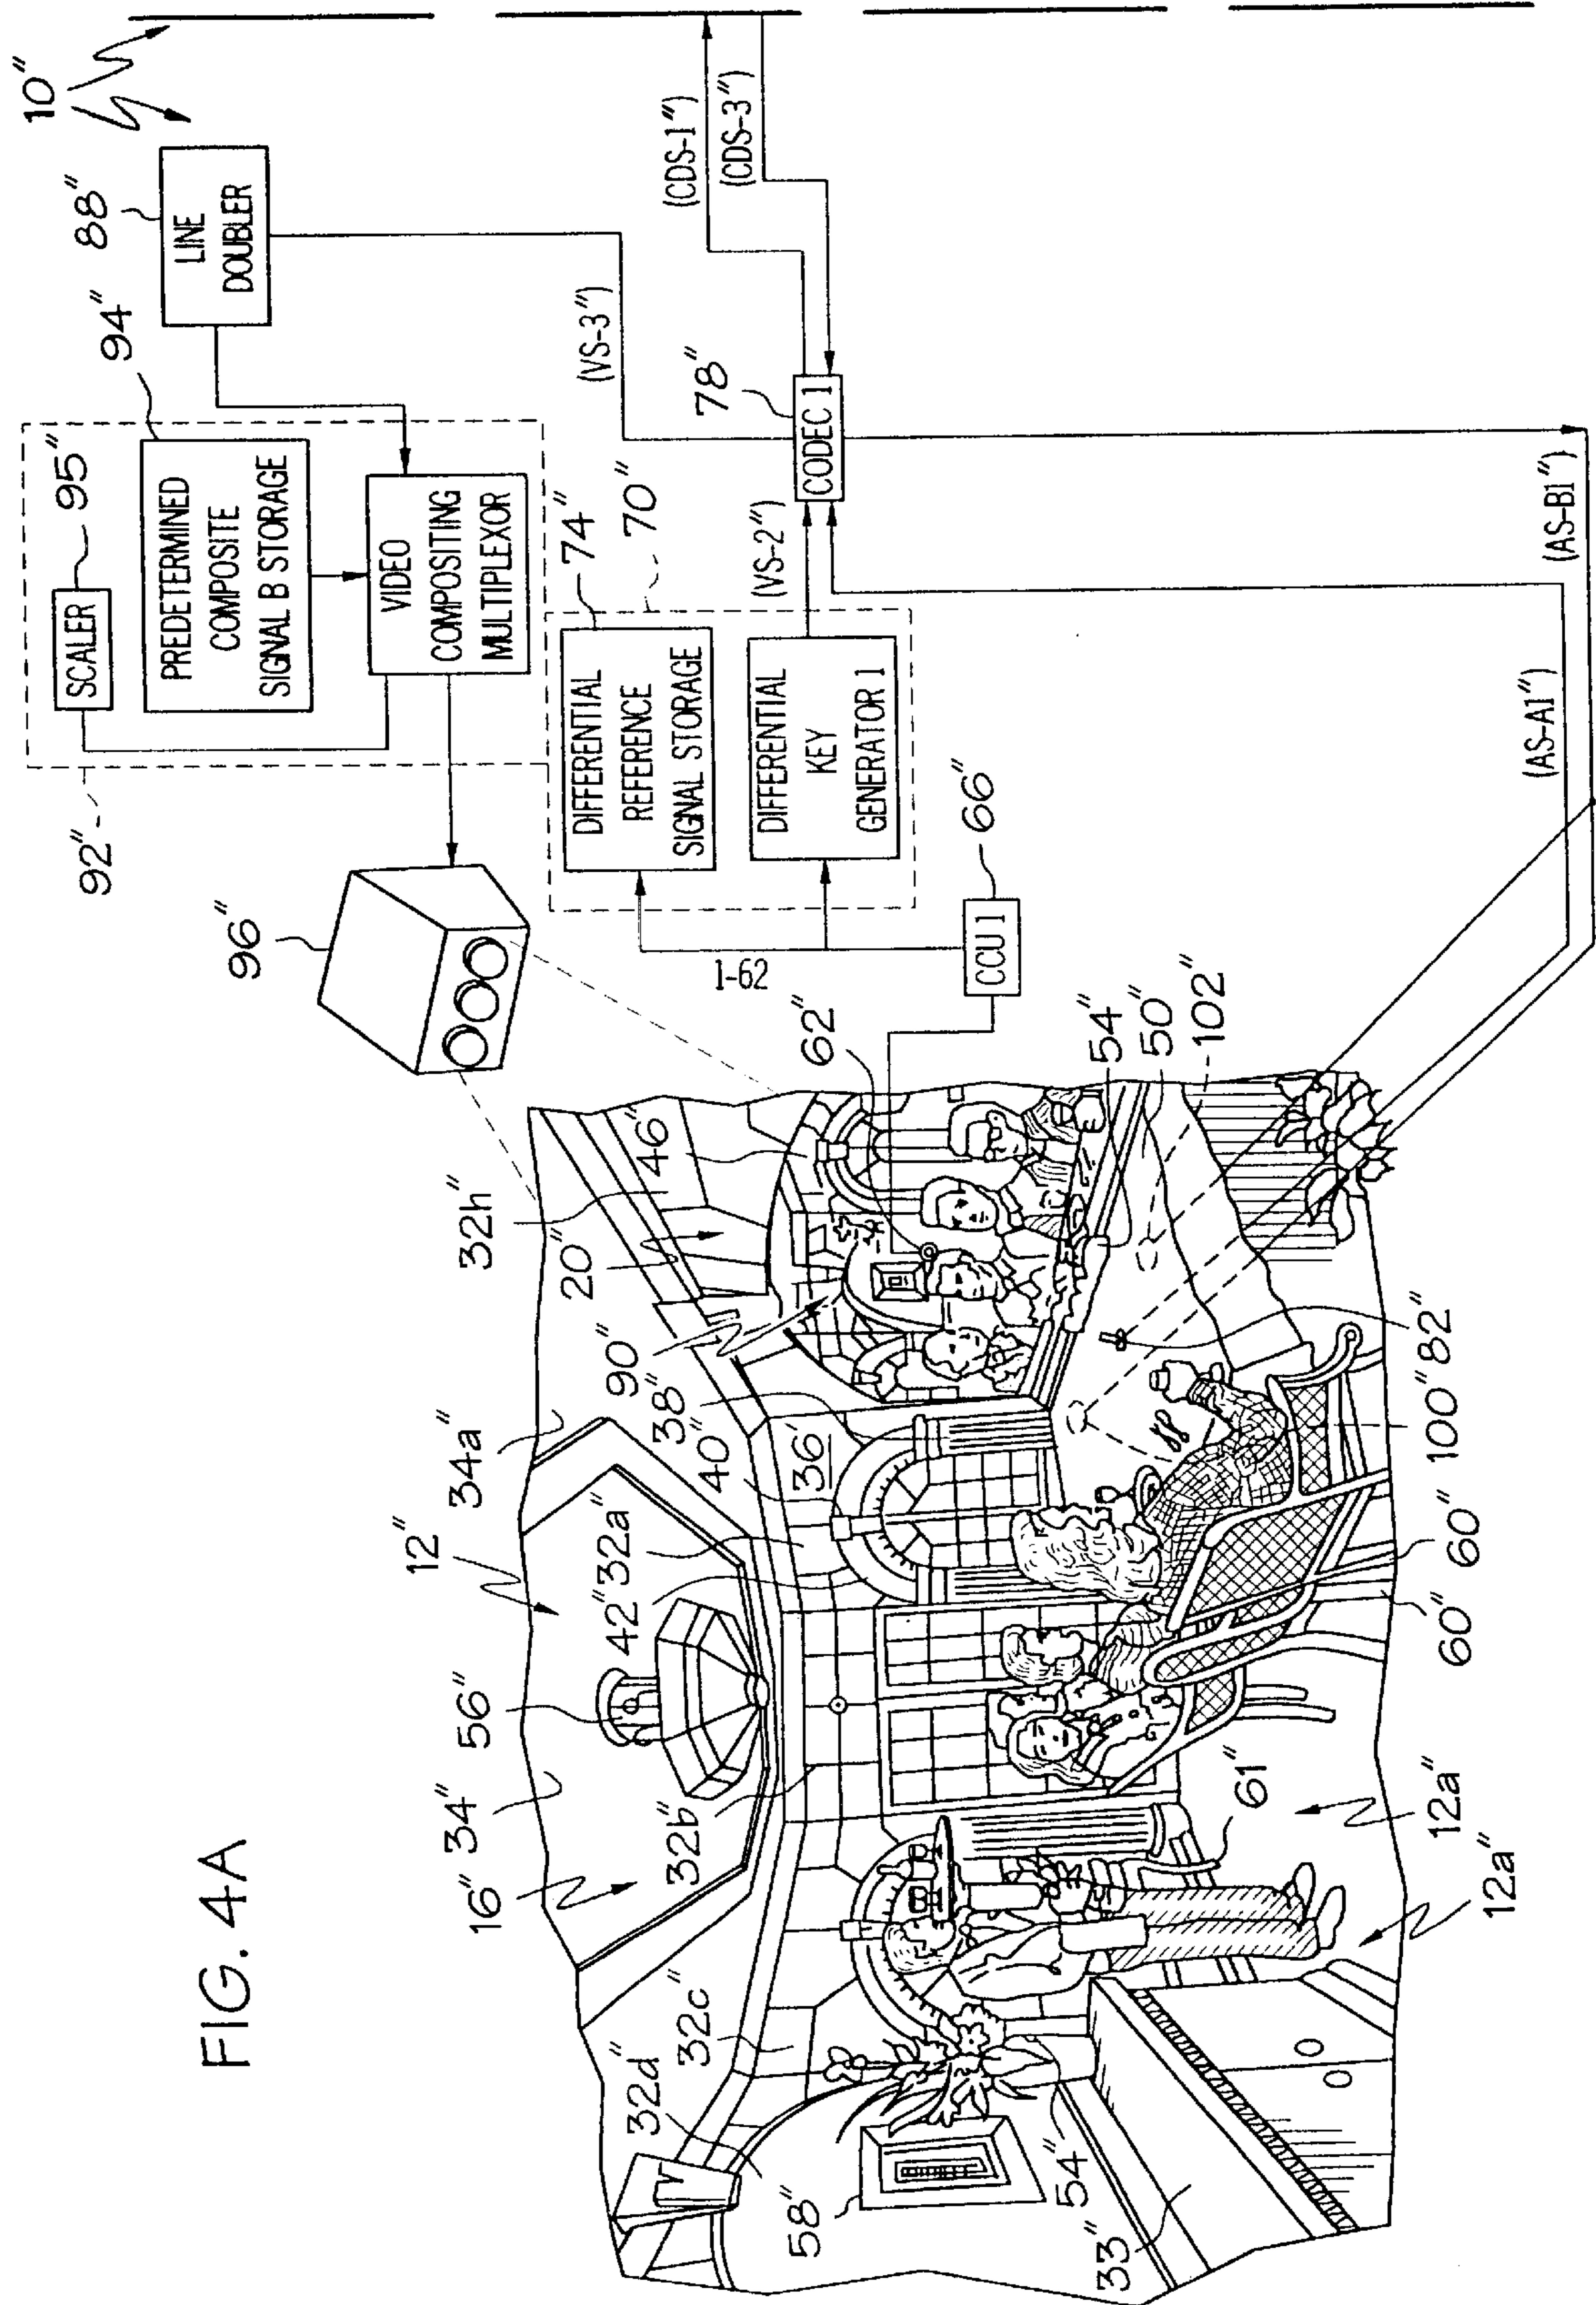 FIG. 4A
10"
LINE
DOUBLER
88"
94"
95"
SCALER
PREDETERMINED
COMPOSITE
SIGNAL B STORAGE
VIDEO
COMPOSITING
MULTIPLEXOR
92"
96"
(VS-3")
(CDS-1")
(CDS-3")
78"
CODEC 1
74"
70"
DIFFERENTIAL
REFERENCE
SIGNAL STORAGE
DIFFERENTIAL
KEY
GENERATOR 1
(VS-2")
1-62
CCU 1
66"
(AS-A1")
(AS-B1")
12"
16"
34"
56"
34a"
20"
32h"
46"
62"
90"
38"
40"
36'
32a"
42"
32b"
32c"
32d"
58"
54"
33"
54"
50"
102"
82"
100"
60"
60"
61"
12a"
12a"